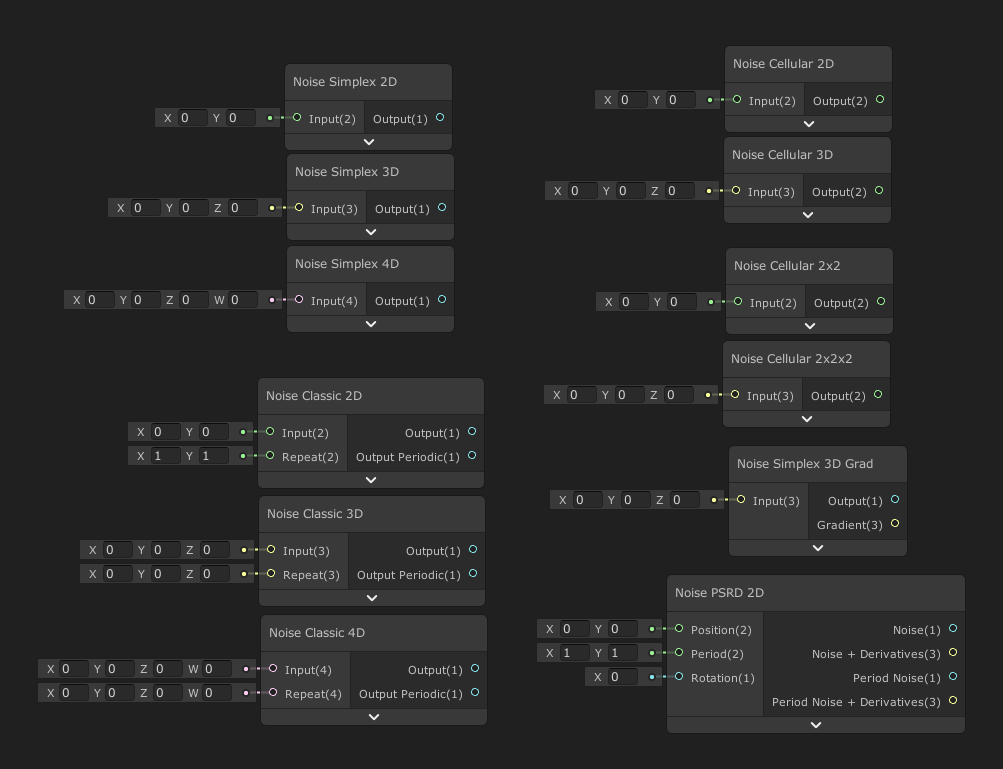 Noise Simplex 2D
X 0 Y 0 Input(2) Output(1)
Noise Simplex 3D
X 0 Y 0 Z 0 Input(3) Output(1)
Noise Simplex 4D
X 0 Y 0 Z 0 W 0 Input(4) Output(1)
Noise Classic 2D
X 0 Y 0 Input(2) Output(1)
X 1 Y 1 Repeat(2) Output Periodic(1)
Noise Classic 3D
X 0 Y 0 Z 0 Input(3) Output(1)
X 0 Y 0 Z 0 Repeat(3) Output Periodic(1)
Noise Classic 4D
X 0 Y 0 Z 0 W 0 Input(4) Output(1)
X 0 Y 0 Z 0 W 0 Repeat(4) Output Periodic(1)
Noise Cellular 2D
X 0 Y 0 Input(2) Output(2)
Noise Cellular 3D
X 0 Y 0 Z 0 Input(3) Output(2)
Noise Cellular 2x2
X 0 Y 0 Input(2) Output(2)
Noise Cellular 2x2x2
X 0 Y 0 Z 0 Input(3) Output(2)
Noise Simplex 3D Grad
X 0 Y 0 Z 0 Input(3) Output(1)
Gradient(3)
Noise PSRD 2D
X 0 Y 0 Position(2) Noise(1)
X 1 Y 1 Period(2) Noise + Derivatives(3)
X 0 Rotation(1) Period Noise(1)
Period Noise + Derivatives(3)